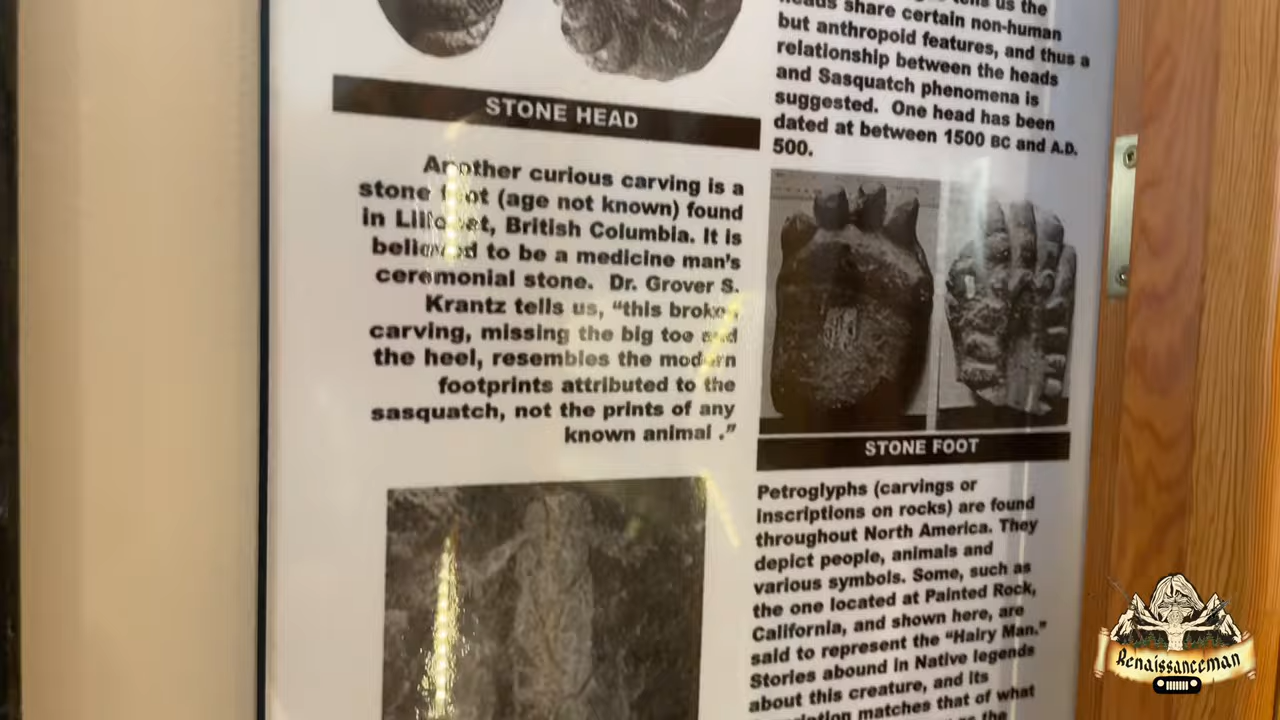 STONE HEAD
Another curious carving is a
stone foot (age not known) found
in Lillooet, British Columbia. It is
believed to be a medicine man's
ceremonial stone. Dr. Grover S.
Krantz tells us, “this broken
carving, missing the big toe and
the heel, resembles the modern
footprints attributed to the
sasquatch, not the prints of any
known animal .”
us the
heads share certain non-human
but anthropoid features, and thus a
relationship between the heads
and Sasquatch phenomena is
suggested. One head has been
dated at between 1500 BC and A.D.
500.
STONE FOOT
Petroglyphs (carvings or
inscriptions on rocks) are found
throughout North America. They
depict people, animals and
various symbols. Some, such as
the one located at Painted Rock,
California, and shown here, are
said to represent the “Hairy Man.”
Stories abound in Native legends
about this creature, and its
matches that of what
the
Renaissanceman